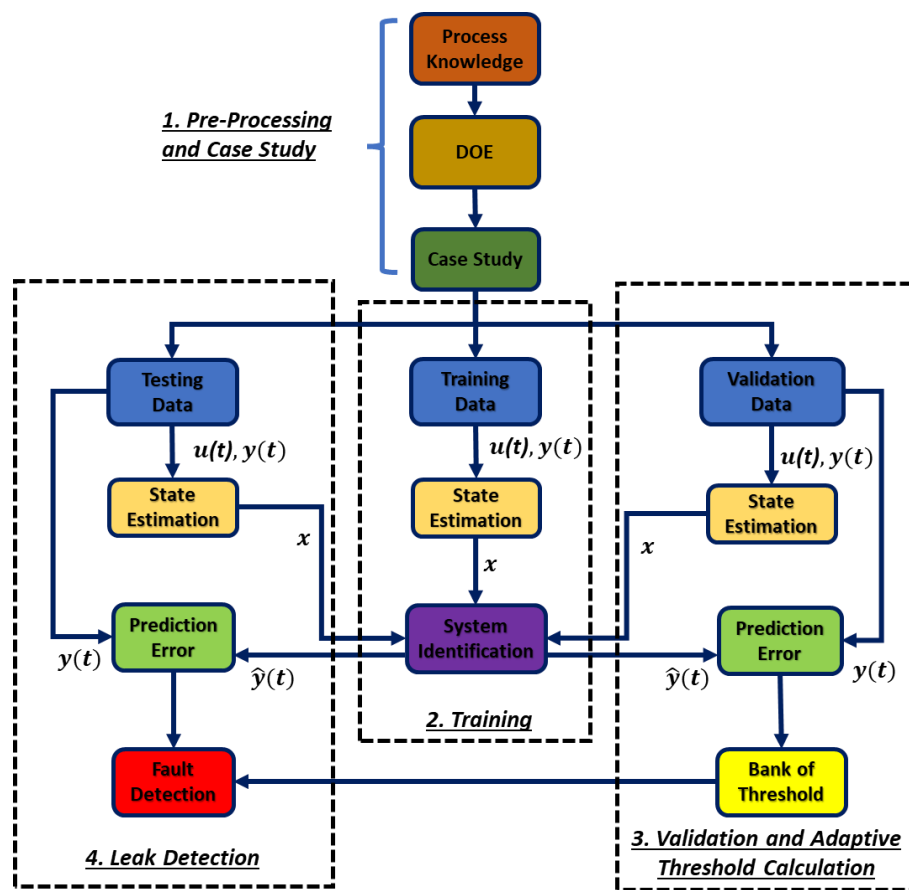 Process
Knowledge
1. Pre-Processing
and Case Study
DOE
Case Study
Testing
Data
Training
Data
Validation
Data
u(t), y(t)
u(t), y(t)
u(t), y(t)
State
Estimation
State
Estimation
State
Estimation
x
x
x
Prediction
Error
System
Identification
Prediction
Error
y(t)
ŷ(t)
ŷ(t)
y(t)
2. Training
Fault
Detection
Bank of
Threshold
4. Leak Detection
3. Validation and Adaptive
Threshold Calculation